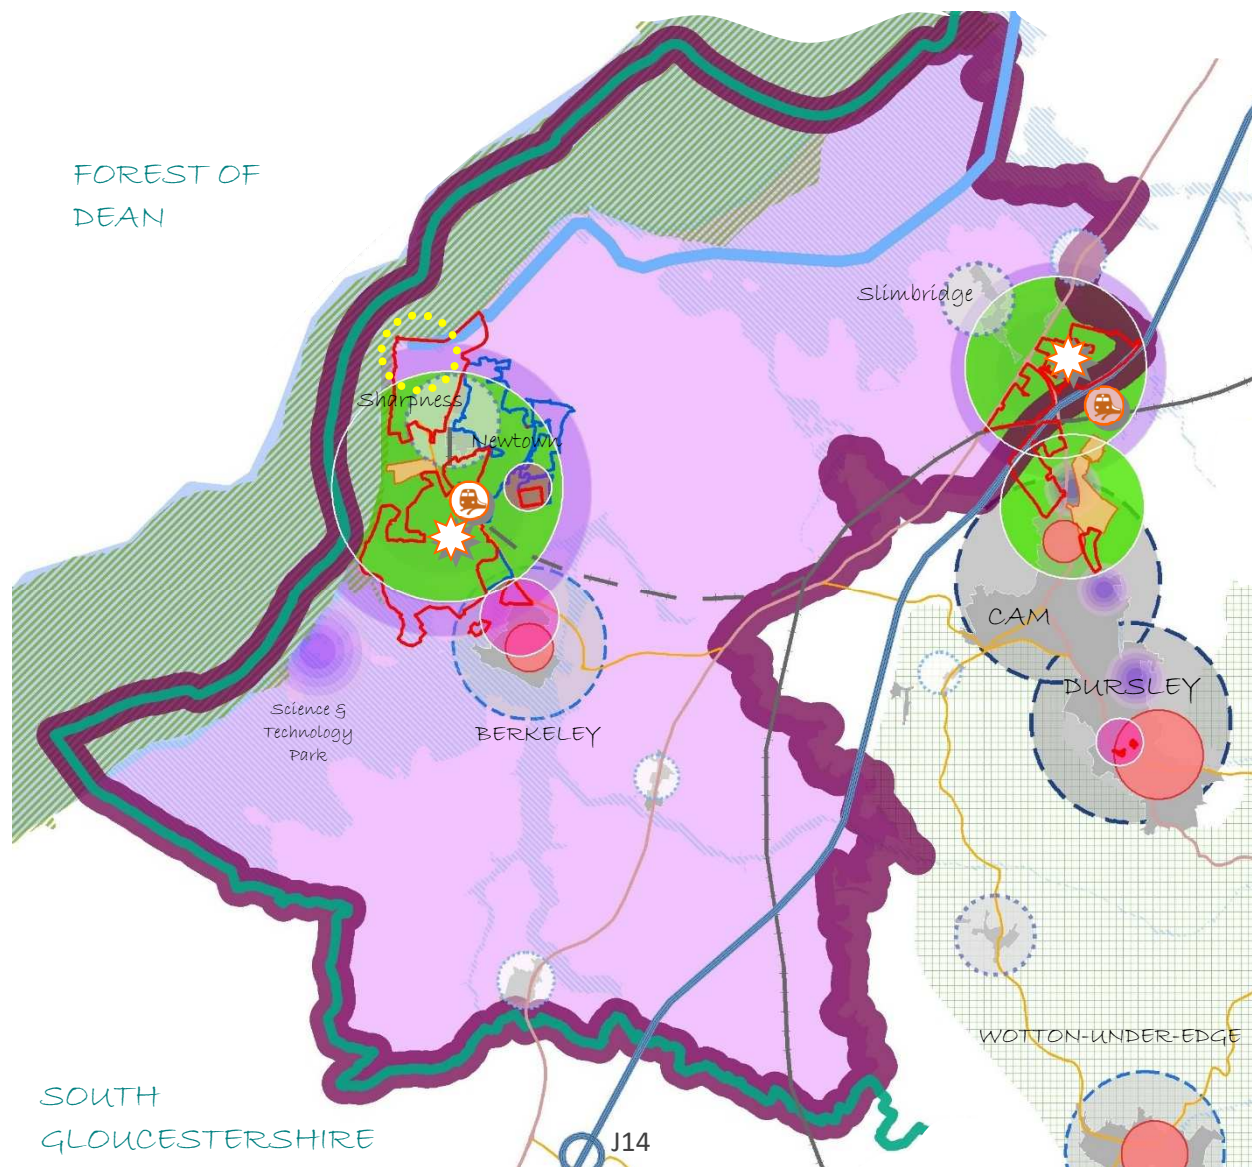 FOREST OF
DEAN
Slimbridge
Sharpness
Newtown
CAM
DURSLEY
Science &
Technology
Park
BERKELEY
WOTTON-UNDER-EDGE
SOUTH
GLOUCESTERSHIRE
J14